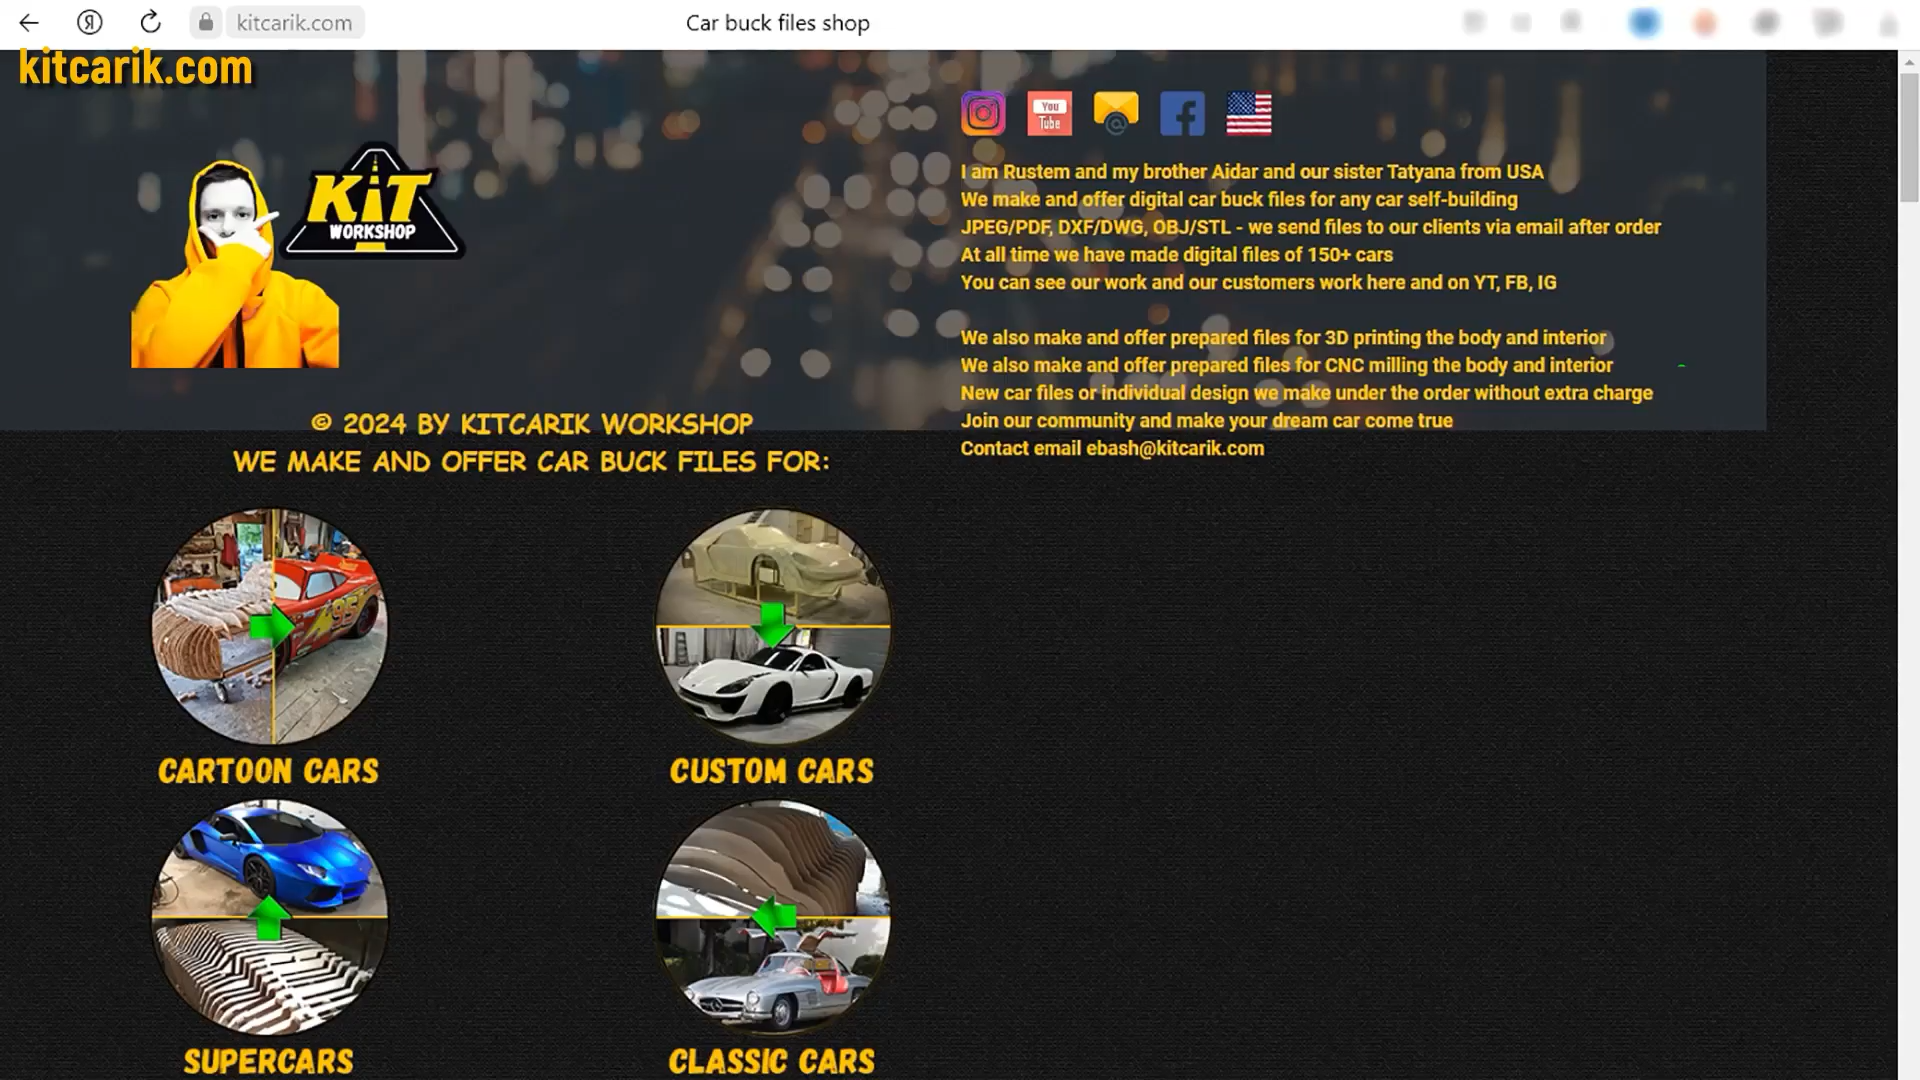 kitcarik.com
Car buck files shop
kitcarik.com
KiT
WORKSHOP
You
Tube
I am Rustem and my brother Aidar and our sister Tatyana from USA
We make and offer digital car buck files for any car self-building
JPEG/PDF, DXF/DWG, OBJ/STL - we send files to our clients via email after order
At all time we have made digital files of 150+ cars
You can see our work and our customers work here and on YT, FB, IG
We also make and offer prepared files for 3D printing the body and interior
We also make and offer prepared files for CNC milling the body and interior
New car files or individual design we make under the order without extra charge
Join our community and make your dream car come true
Contact email ebash@kitcarik.com
© 2024 BY KITCARIK WORKSHOP
WE MAKE AND OFFER CAR BUCK FILES FOR:
95
CARTOON CARS
CUSTOM CARS
SUPERCARS
CLASSIC CARS